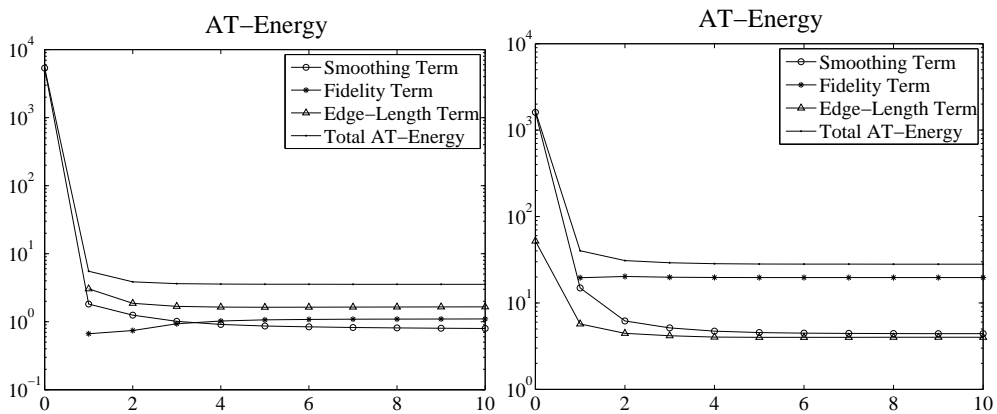 AT−Energy
10^4
10^3
10^2
10^1
10^0
10^−1
0 2 4 6 8 10
Smoothing Term
Fidelity Term
Edge−Length Term
Total AT−Energy
AT−Energy
10^4
10^3
10^2
10^1
10^0
0 2 4 6 8 10
Smoothing Term
Fidelity Term
Edge−Length Term
Total AT−Energy